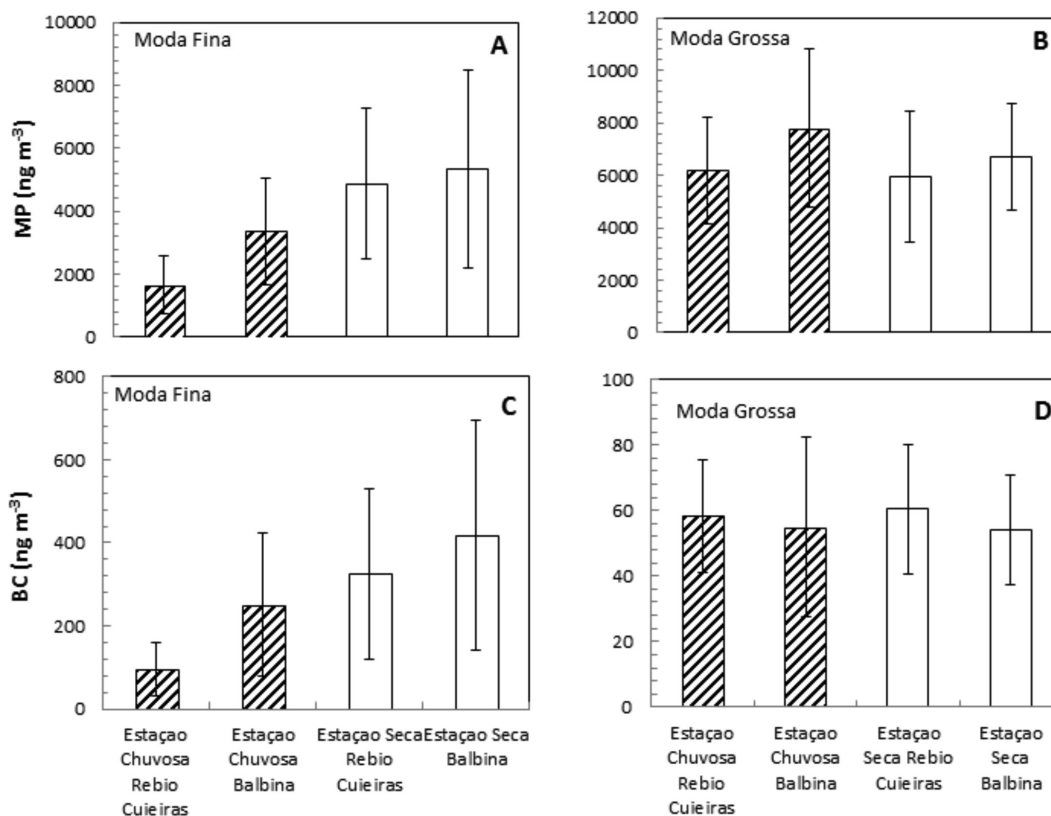 Moda Fina
A
MP (ng m-3)
10000
8000
6000
4000
2000
0
Moda Grossa
B
12000
10000
8000
6000
4000
2000
0
Moda Fina
C
BC (ng m-3)
800
600
400
200
0
Estaçao
Chuvosa
Rebio
Cuieiras
Estaçao
Chuvosa
Balbina
Estaçao Seca
Rebio
Cuieiras
Estaçao Seca
Balbina
Moda Grossa
D
100
80
60
40
20
0
Estaçao
Chuvosa
Rebio
Cuieiras
Estaçao
Chuvosa
Balbina
Estaçao
Seca Rebio
Cuieiras
Estaçao
Seca
Balbina